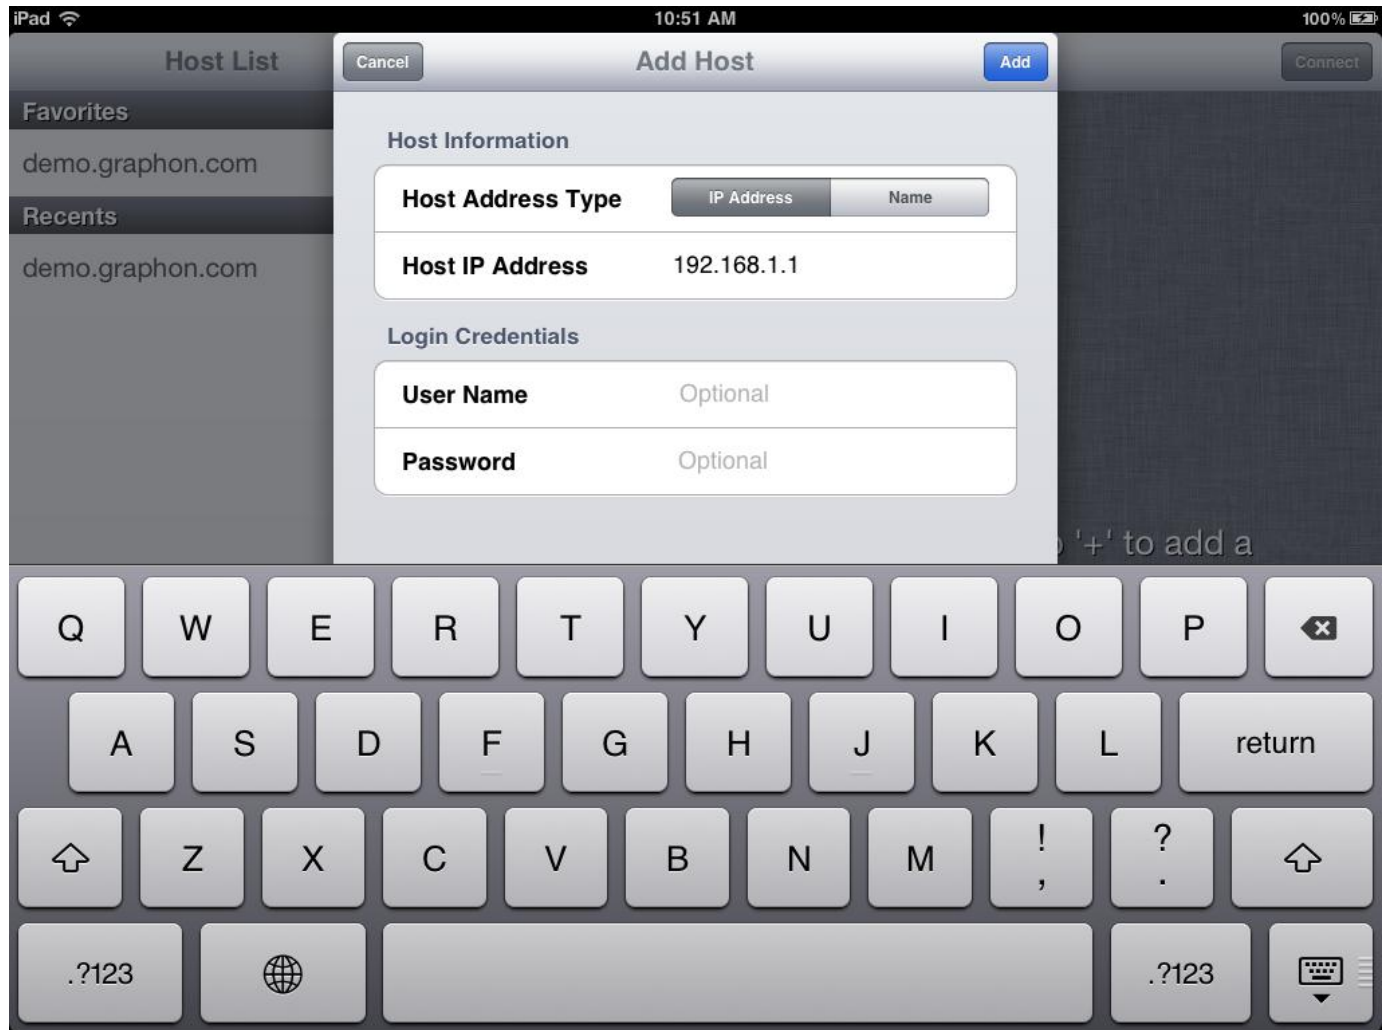 iPad 10:51 AM 100%
Host List
Cancel Add Host Add
Connect
Favorites
demo.graphon.com
Recents
demo.graphon.com
Host Information
Host Address Type IP Address Name
Host IP Address 192.168.1.1
Login Credentials
User Name Optional
Password Optional
'+' to add a
Q W E R T Y U I O P
A S D F G H J K L return
Z X C V B N M ! , ? .
.?123 .?123